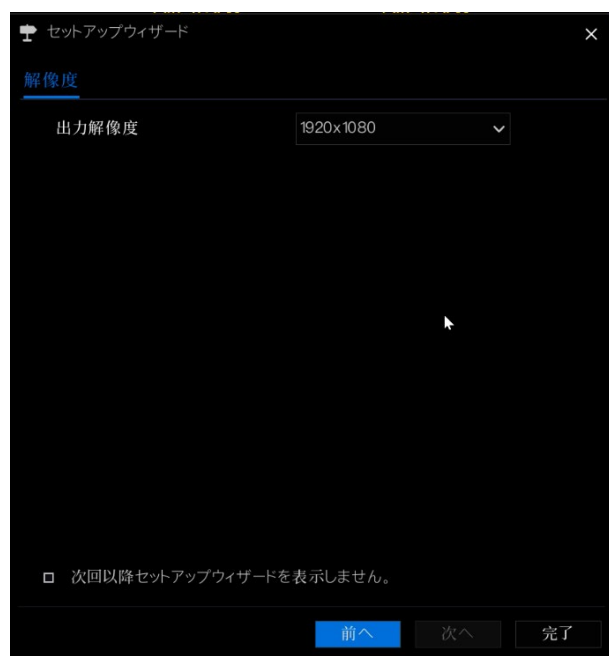 セットアップウィザード
解像度
出力解像度 1920x1080
次回以降セットアップウィザードを表示しません。
前へ 次へ 完了